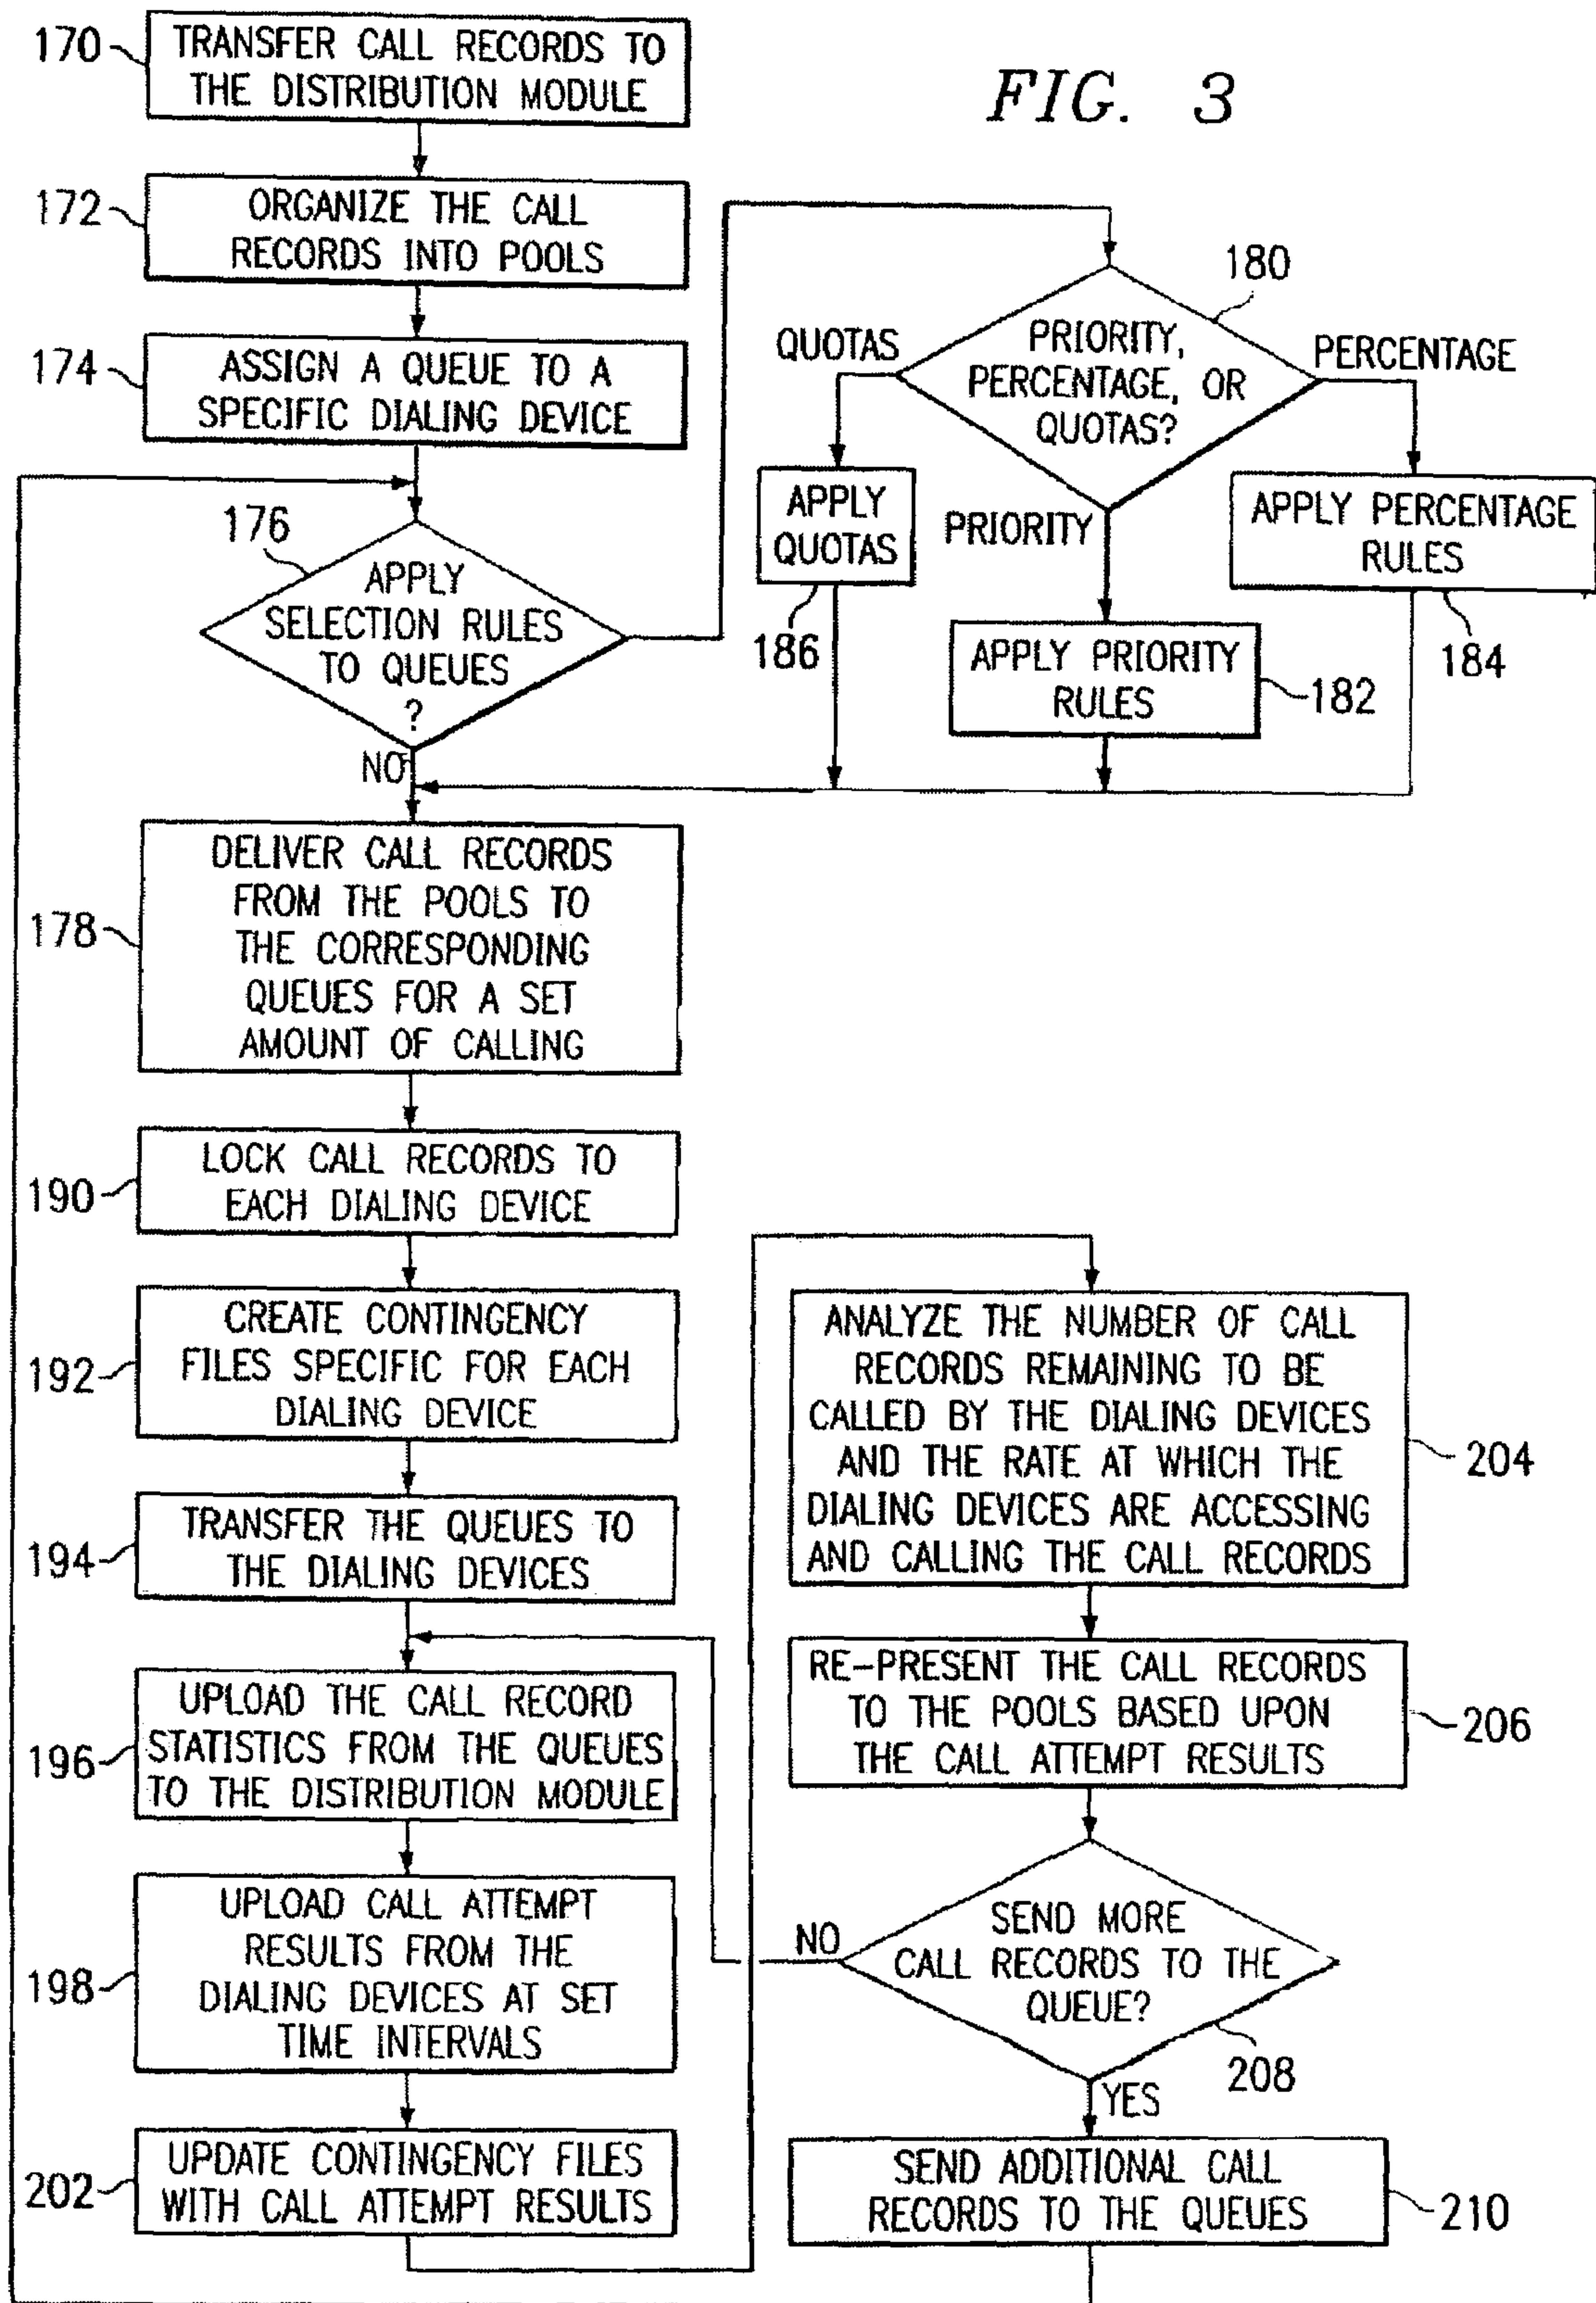 FIG. 3
170
TRANSFER CALL RECORDS TO
THE DISTRIBUTION MODULE
172
ORGANIZE THE CALL
RECORDS INTO POOLS
174
ASSIGN A QUEUE TO A
SPECIFIC DIALING DEVICE
176
APPLY
SELECTION RULES
TO QUEUES
?
NO
180
PRIORITY,
PERCENTAGE, OR
QUOTAS?
QUOTAS
PERCENTAGE
PRIORITY
APPLY
QUOTAS
186
APPLY PRIORITY
RULES
182
APPLY PERCENTAGE
RULES
184
178
DELIVER CALL RECORDS
FROM THE POOLS TO
THE CORRESPONDING
QUEUES FOR A SET
AMOUNT OF CALLING
190
LOCK CALL RECORDS TO
EACH DIALING DEVICE
192
CREATE CONTINGENCY
FILES SPECIFIC FOR EACH
DIALING DEVICE
194
TRANSFER THE QUEUES TO
THE DIALING DEVICES
196
UPLOAD THE CALL RECORD
STATISTICS FROM THE QUEUES
TO THE DISTRIBUTION MODULE
198
UPLOAD CALL ATTEMPT
RESULTS FROM THE
DIALING DEVICES AT SET
TIME INTERVALS
202
UPDATE CONTINGENCY FILES
WITH CALL ATTEMPT RESULTS
ANALYZE THE NUMBER OF CALL
RECORDS REMAINING TO BE
CALLED BY THE DIALING DEVICES
AND THE RATE AT WHICH THE
DIALING DEVICES ARE ACCESSING
AND CALLING THE CALL RECORDS
204
RE-PRESENT THE CALL RECORDS
TO THE POOLS BASED UPON
THE CALL ATTEMPT RESULTS
206
SEND MORE
CALL RECORDS TO THE
QUEUE?
NO
208
YES
SEND ADDITIONAL CALL
RECORDS TO THE QUEUES
210